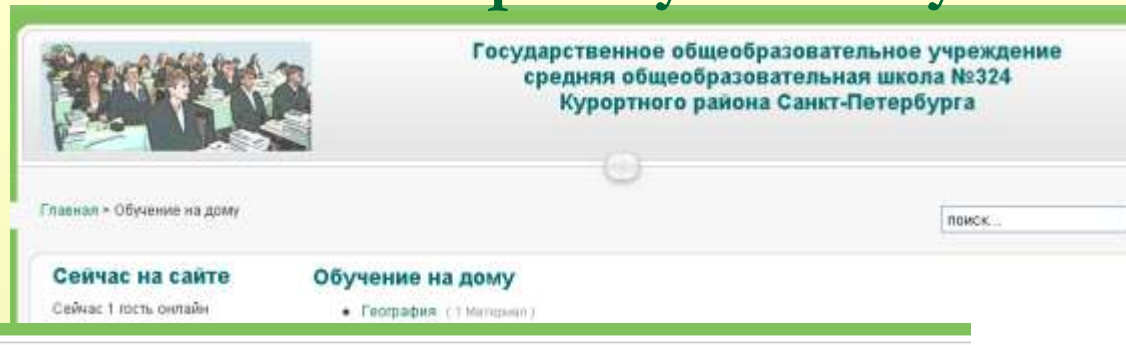 Государственное общеобразовательное учреждение
средняя общеобразовательная школа №324
Курортного района Санкт-Петербурга
Главная > Обучение на дому
поиск...
Сейчас на сайте
Обучение на дому
Сейчас 1 гость онлайн
• География ( 1 Материал )